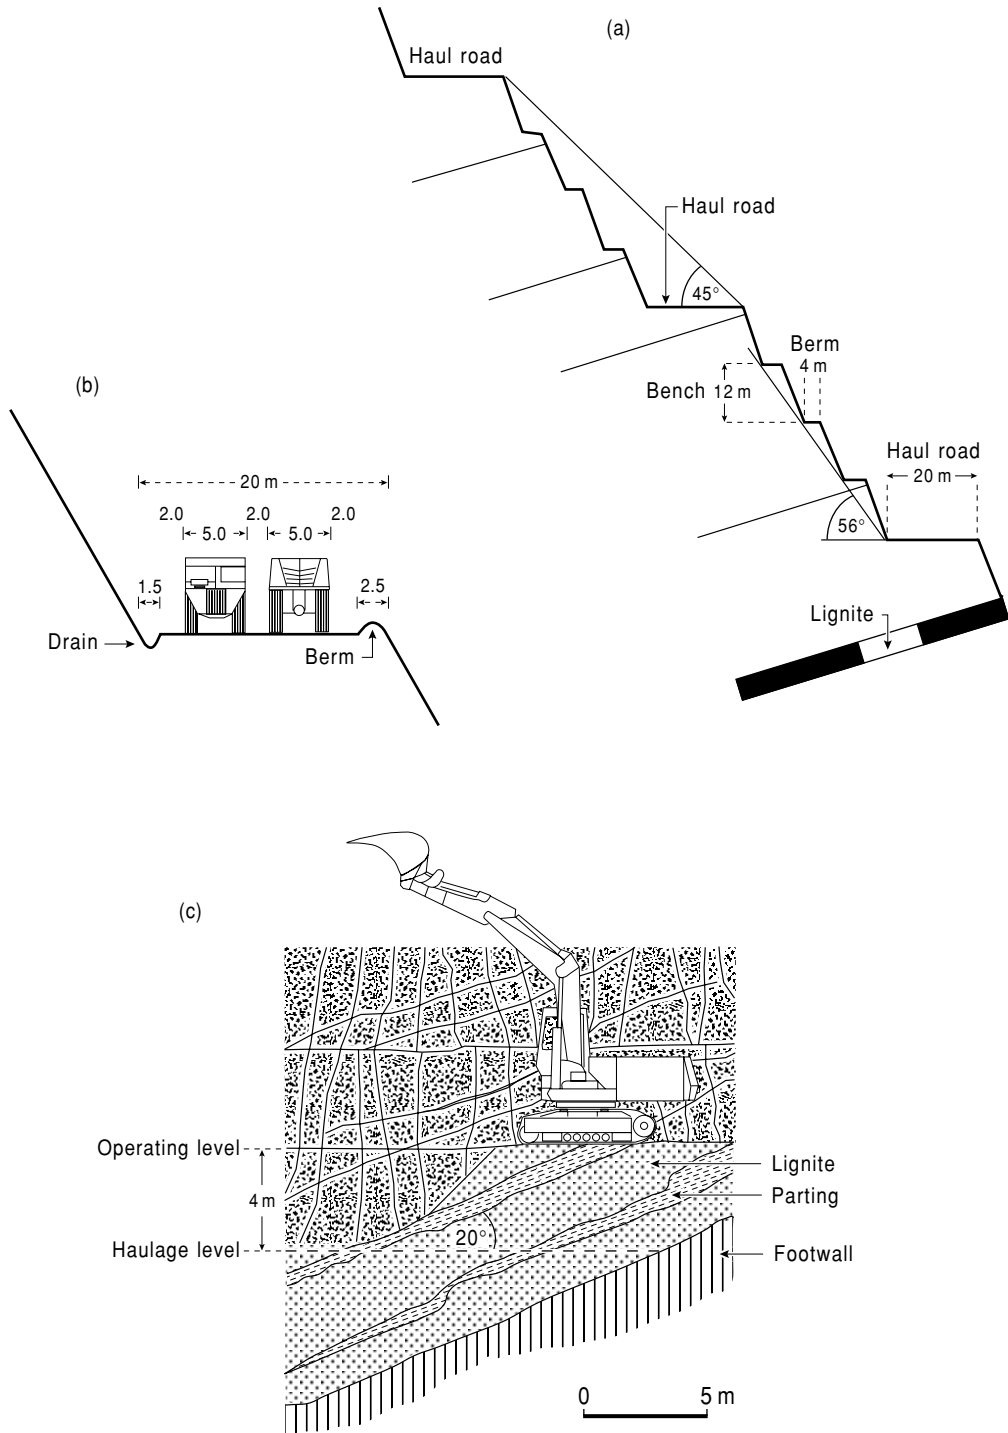 (a)
Haul road
Haul road
45°
Berm
4 m
Bench 12 m
Haul road
20 m
56°
Lignite
(b)
20 m
2.0 2.0 2.0
5.0 5.0
1.5 2.5
Drain
Berm
(c)
Operating level
Lignite
4 m
Parting
20°
Haulage level
Footwall
0 5 m